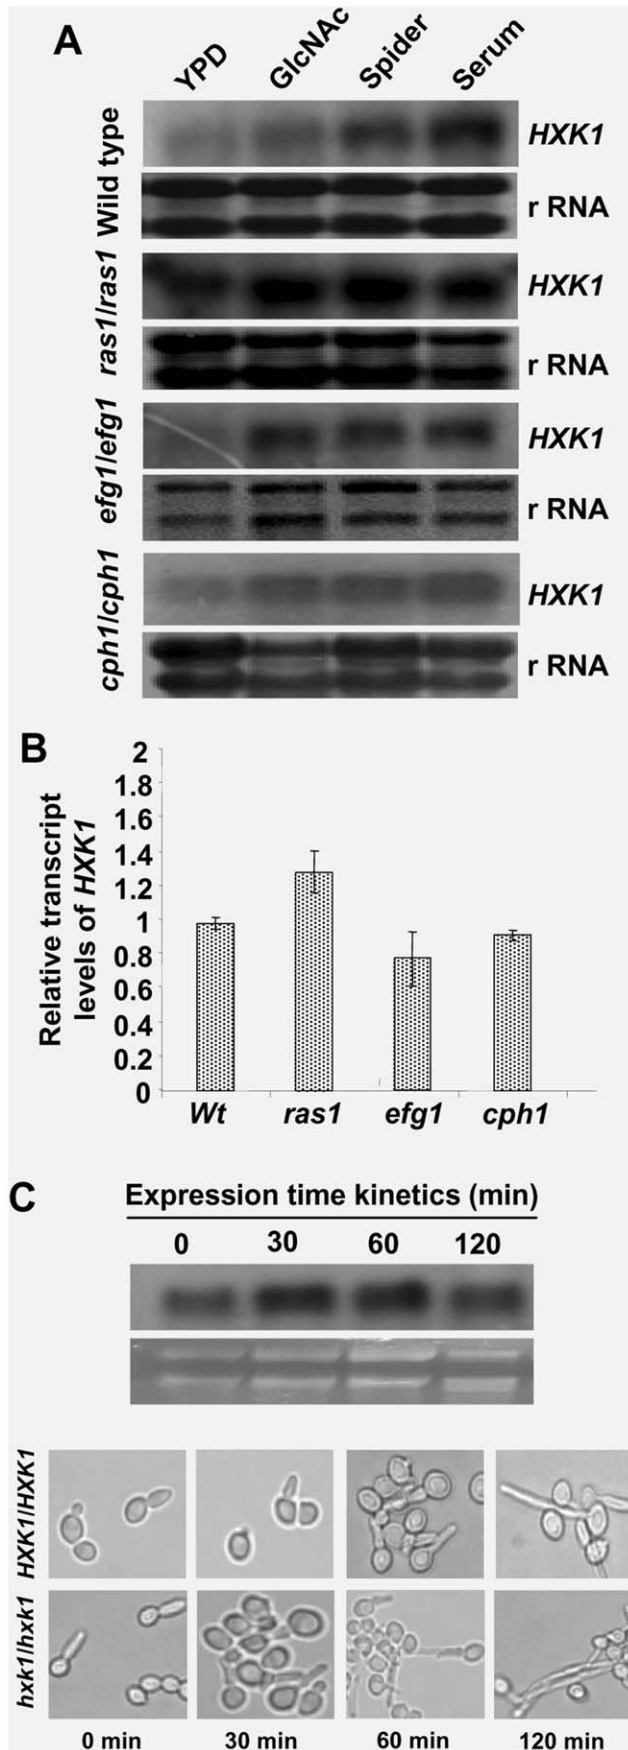 A
YPD GlcNAc Spider Serum
Wild type
HXK1
r RNA
ras1/ras1
HXK1
r RNA
efg1/efg1
HXK1
r RNA
cph1/cph1
HXK1
r RNA
B
Relative transcript
levels of HXK1
2
1.8
1.6
1.4
1.2
1
0.8
0.6
0.4
0.2
0
Wt ras1 efg1 cph1
C
Expression time kinetics (min)
0 30 60 120
HXK1/HXK1
hxk1/hxk1
0 min 30 min 60 min 120 min